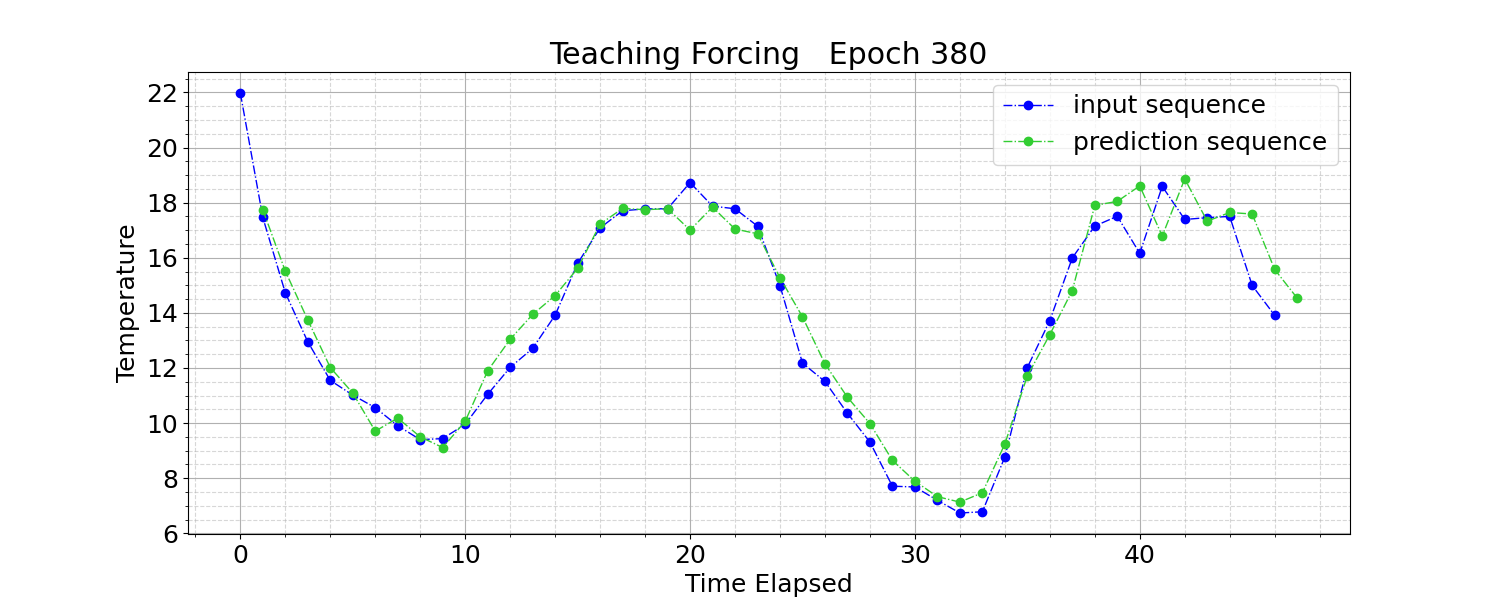 Teaching Forcing   Epoch 380
input sequence
prediction sequence
22
20
18
16
14
12
10
8
6
Temperature
0 10 20 30 40
Time Elapsed